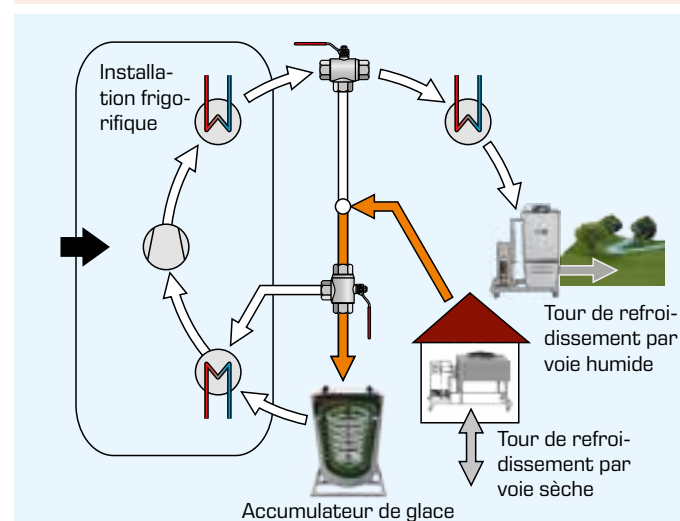 Installa-
tion frigo-
rifique
Tour de refroi-
dissement par
voie humide
Tour de refroi-
dissement par
voie sèche
Accumulateur de glace